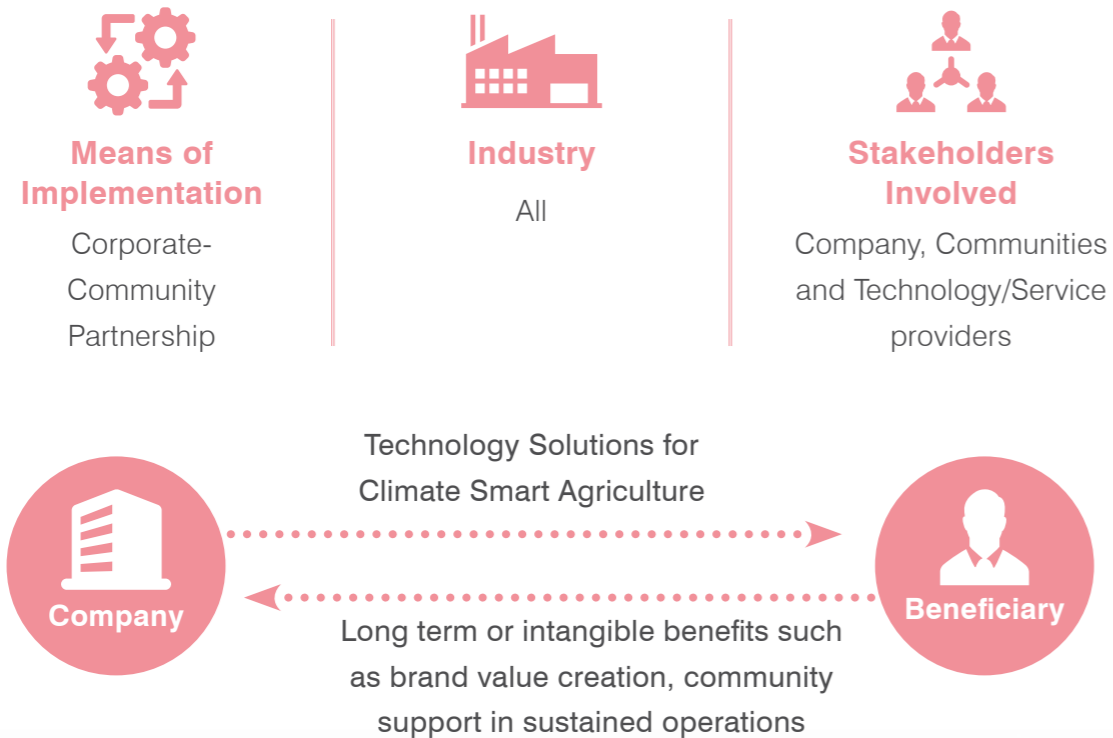 Means of
Implementation
Corporate-
Community
Partnership
Industry
All
Stakeholders
Involved
Company, Communities
and Technology/Service
providers
Technology Solutions for
Climate Smart Agriculture
Company
Beneficiary
Long term or intangible benefits such
as brand value creation, community
support in sustained operations